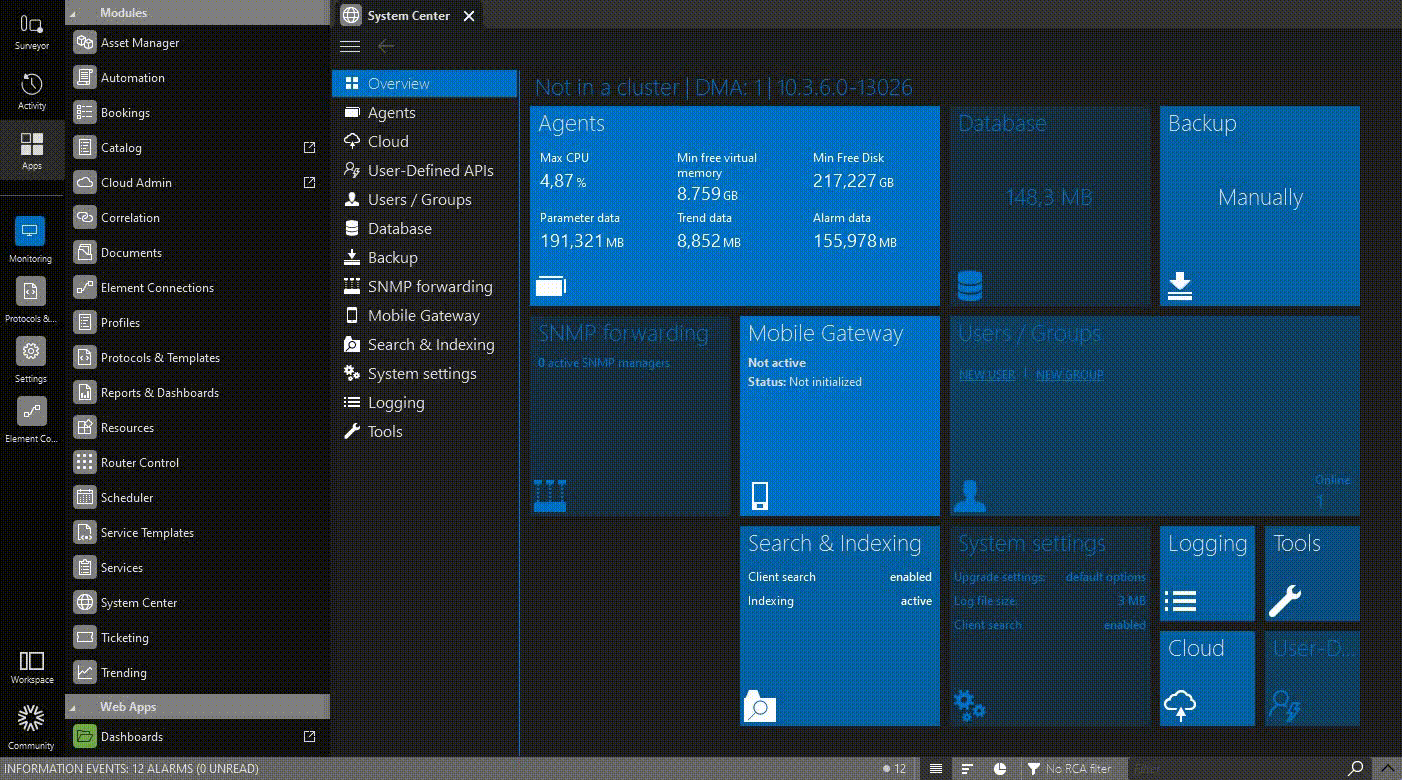 Surveyor
Activity
Apps
Monitoring
Protocols &...
Settings
Element Co...
Workspace
Community
Modules
Asset Manager
Automation
Bookings
Catalog
Cloud Admin
Correlation
Documents
Element Connections
Profiles
Protocols & Templates
Reports & Dashboards
Resources
Router Control
Scheduler
Service Templates
Services
System Center
Ticketing
Trending
Web Apps
Dashboards
System Center
Overview
Agents
Cloud
User-Defined APIs
Users / Groups
Database
Backup
SNMP forwarding
Mobile Gateway
Search & Indexing
System settings
Logging
Tools
Not in a cluster | DMA: 1 | 10.3.6.0-13026
Agents
Max CPU
4,87 %
Min free virtual
memory
8.759 GB
Min Free Disk
217,227 GB
Parameter data
191,321 MB
Trend data
8,852 MB
Alarm data
155,978 MB
Database
148,3 MB
Backup
Manually
SNMP forwarding
0 active SNMP managers
Mobile Gateway
Not active
Status: Not initialized
Users / Groups
NEW USER | NEW GROUP
Online
1
Search & Indexing
Client search enabled
Indexing active
System settings
Upgrade settings: default options
Log file size: 3 MB
Client search enabled
Logging
Tools
Cloud
User-D...
INFORMATION EVENTS: 12 ALARMS (0 UNREAD)
12
No RCA filter
Filter